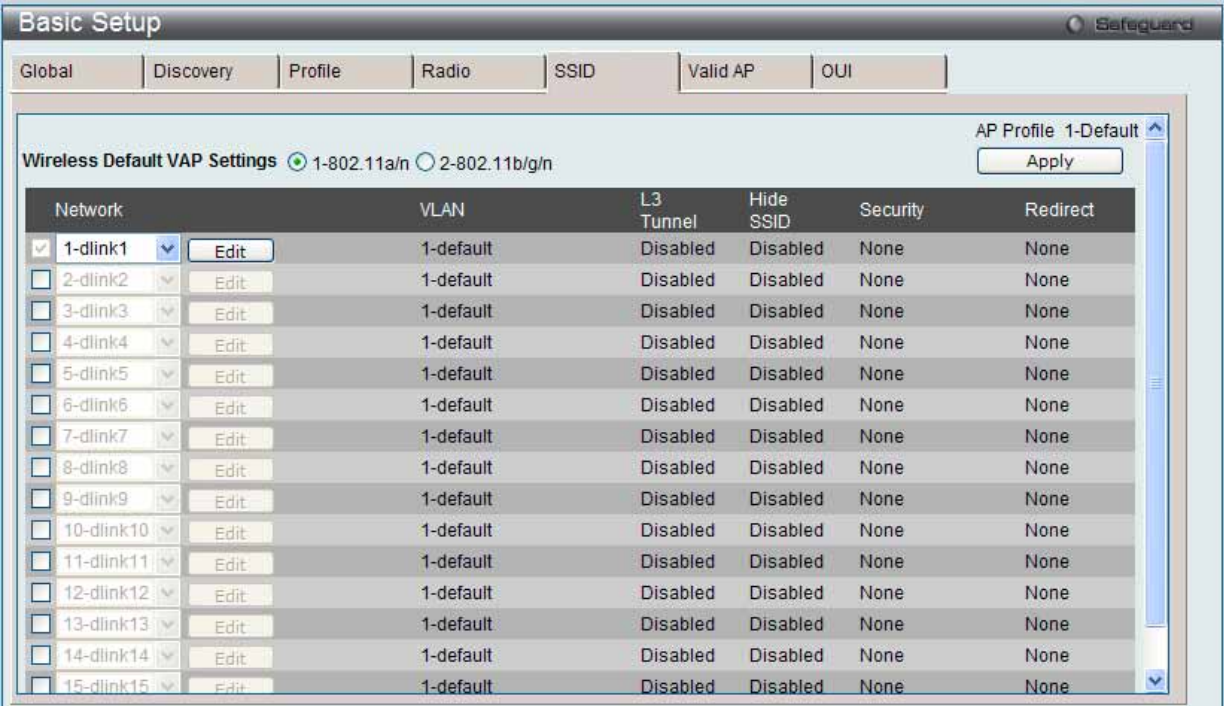 Basic Setup Safeguard
Global Discovery Profile Radio SSID Valid AP OUI
AP Profile 1-Default
Wireless Default VAP Settings 1-802.11a/n 2-802.11b/g/n Apply
Network VLAN L3 Tunnel Hide SSID Security Redirect
1-dlink1 Edit 1-default Disabled Disabled None None
2-dlink2 Edit 1-default Disabled Disabled None None
3-dlink3 Edit 1-default Disabled Disabled None None
4-dlink4 Edit 1-default Disabled Disabled None None
5-dlink5 Edit 1-default Disabled Disabled None None
6-dlink6 Edit 1-default Disabled Disabled None None
7-dlink7 Edit 1-default Disabled Disabled None None
8-dlink8 Edit 1-default Disabled Disabled None None
9-dlink9 Edit 1-default Disabled Disabled None None
10-dlink10 Edit 1-default Disabled Disabled None None
11-dlink11 Edit 1-default Disabled Disabled None None
12-dlink12 Edit 1-default Disabled Disabled None None
13-dlink13 Edit 1-default Disabled Disabled None None
14-dlink14 Edit 1-default Disabled Disabled None None
15-dlink15 Edit 1-default Disabled Disabled None None